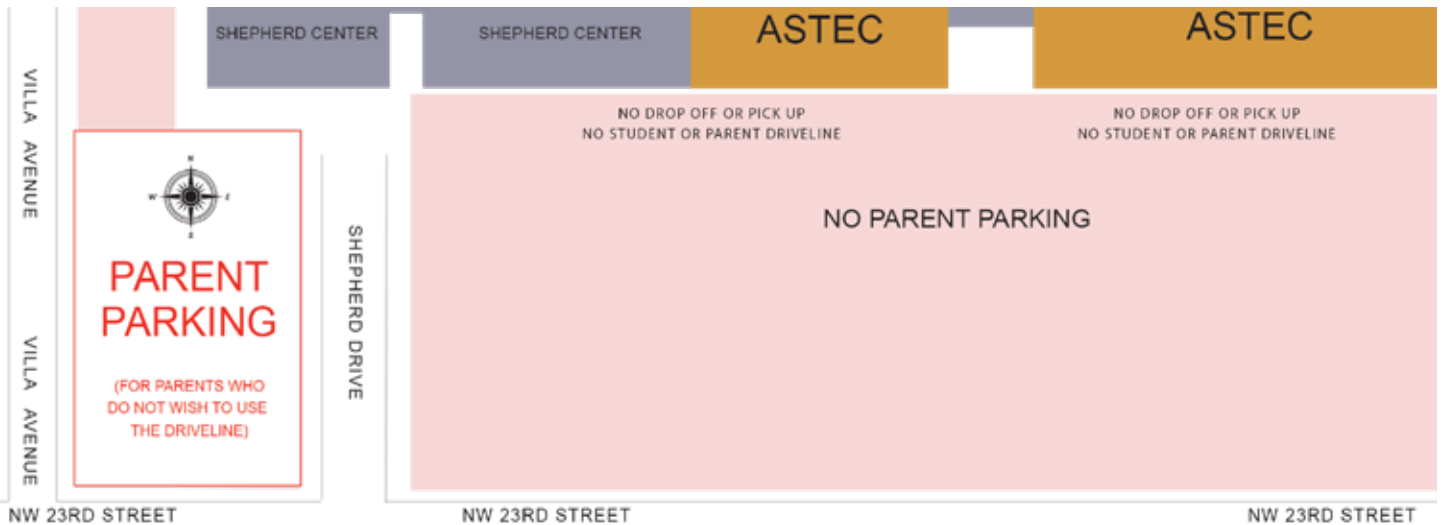 SHEPHERD CENTER
SHEPHERD CENTER
ASTEC
ASTEC
VILLA AVENUE
NO DROP OFF OR PICK UP
NO STUDENT OR PARENT DRIVELINE
NO DROP OFF OR PICK UP
NO STUDENT OR PARENT DRIVELINE
N
W
E
S
NO PARENT PARKING
PARENT
PARKING
(FOR PARENTS WHO
DO NOT WISH TO USE
THE DRIVELINE)
SHEPHERD DRIVE
VILLA AVENUE
NW 23RD STREET
NW 23RD STREET
NW 23RD STREET